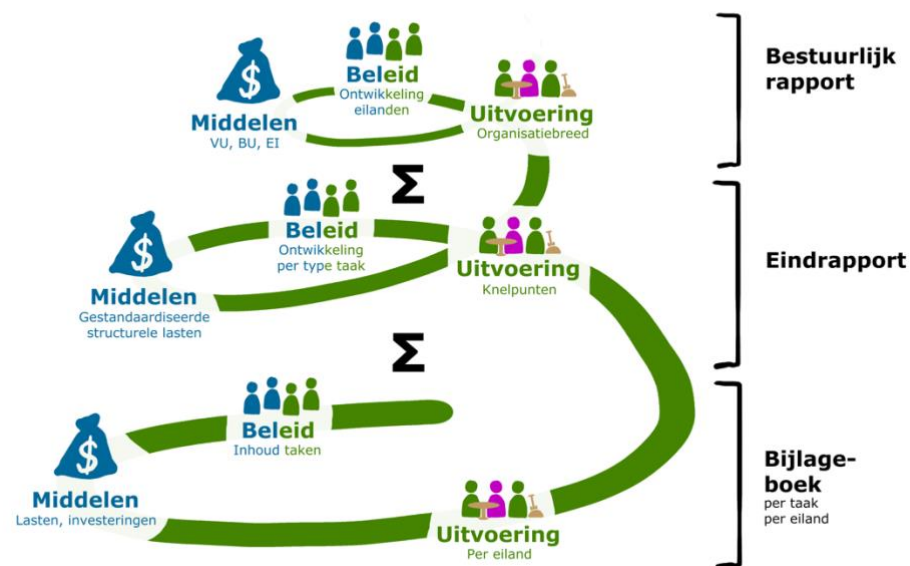 Beleid
Ontwikkeling
eilanden
Middelen
VU, BU, EI
Uitvoering
Organisatiebreed
Bestuurlijk
rapport
Σ
Beleid
Ontwikkeling
per type taak
Middelen
Gestandaardiseerde
structurele lasten
Uitvoering
Knelpunten
Eindrapport
Σ
Beleid
Inhoud taken
Middelen
Lasten, investeringen
Uitvoering
Per eiland
Bijlage-
boek
per taak
per eiland